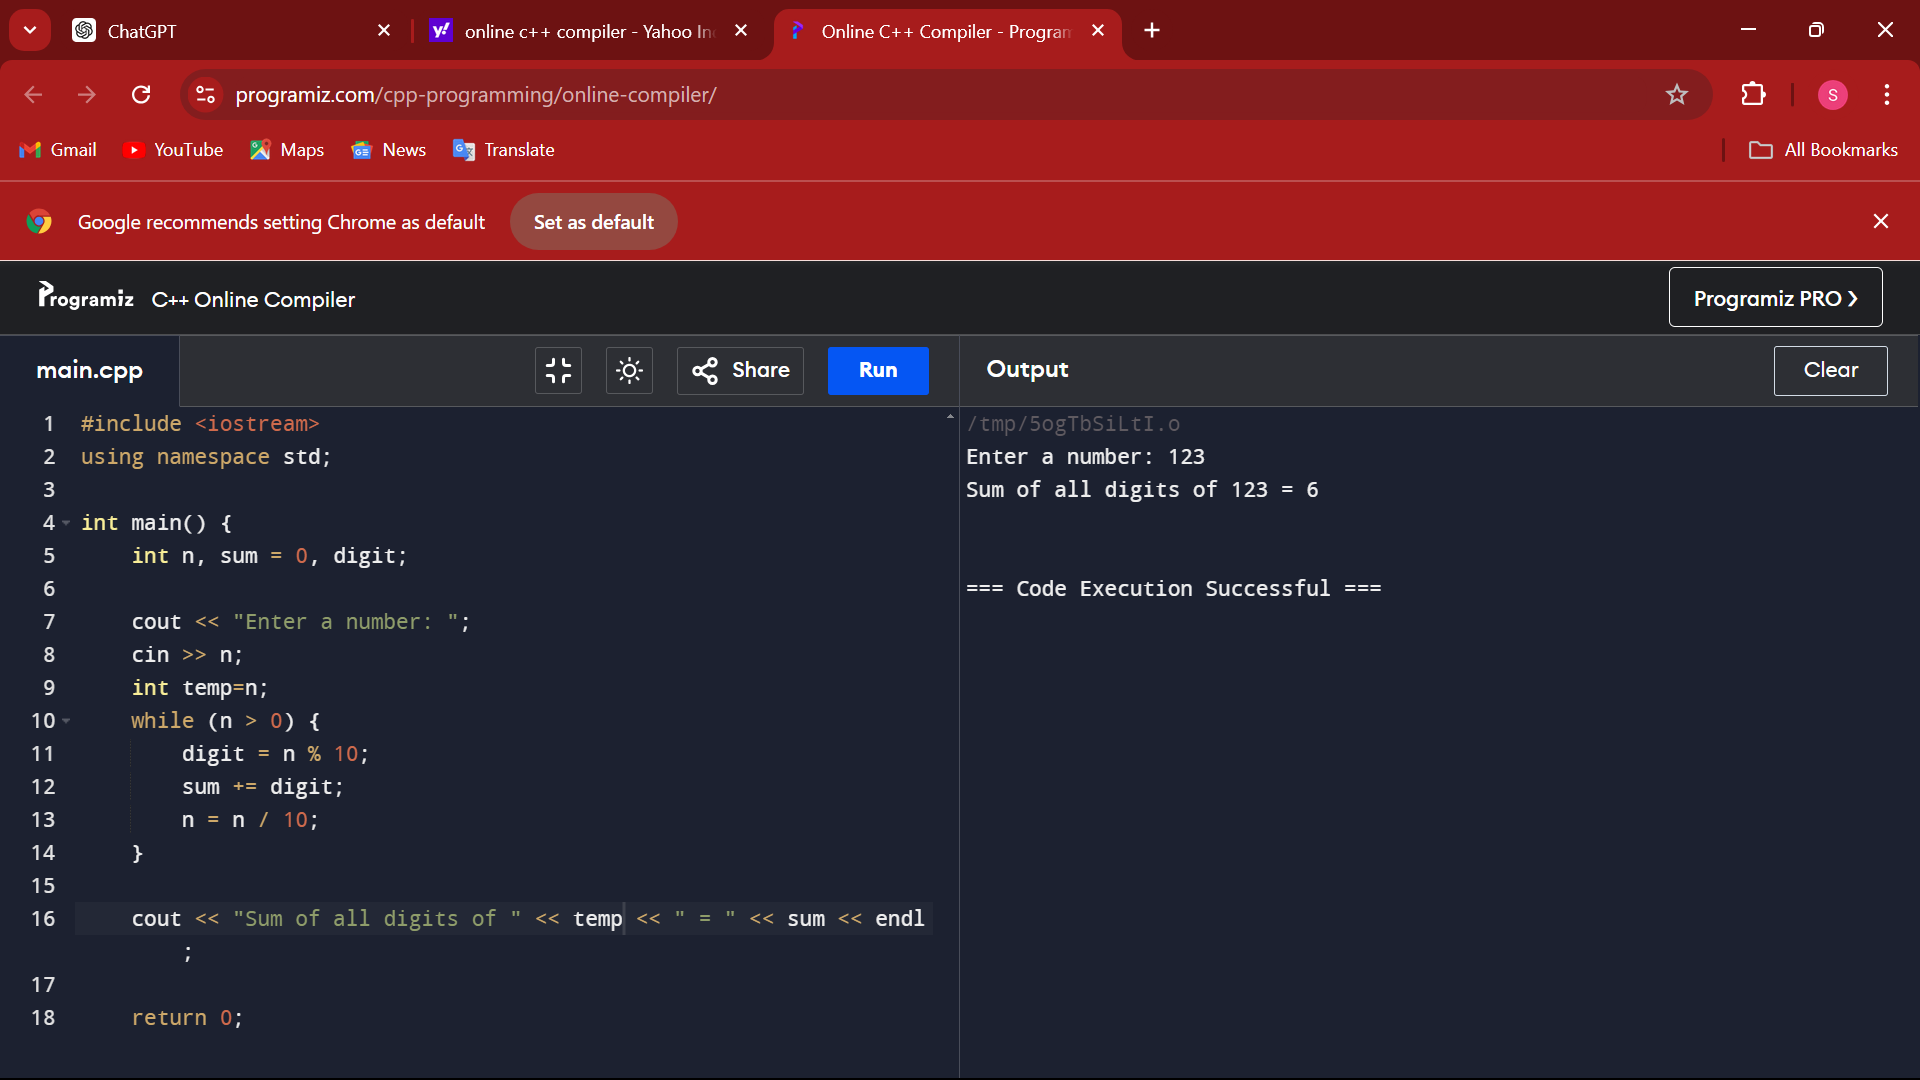 ChatGPT
online c++ compiler - Yahoo In
Online C++ Compiler - Program
programiz.com/cpp-programming/online-compiler/
S
Gmail
YouTube
Maps
News
Translate
All Bookmarks
Google recommends setting Chrome as default
Set as default
Programiz
C++ Online Compiler
Programiz PRO ❯
main.cpp
Share
Run
Output
Clear
1 #include <iostream>
2 using namespace std;
3
4 int main() {
5     int n, sum = 0, digit;
6
7     cout << "Enter a number: ";
8     cin >> n;
9     int temp=n;
10     while (n > 0) {
11         digit = n % 10;
12         sum += digit;
13         n = n / 10;
14     }
15
16     cout << "Sum of all digits of " << temp << " = " << sum << endl
        ;
17
18     return 0;
/tmp/5ogTbSiLtI.o
Enter a number: 123
Sum of all digits of 123 = 6
=== Code Execution Successful ===